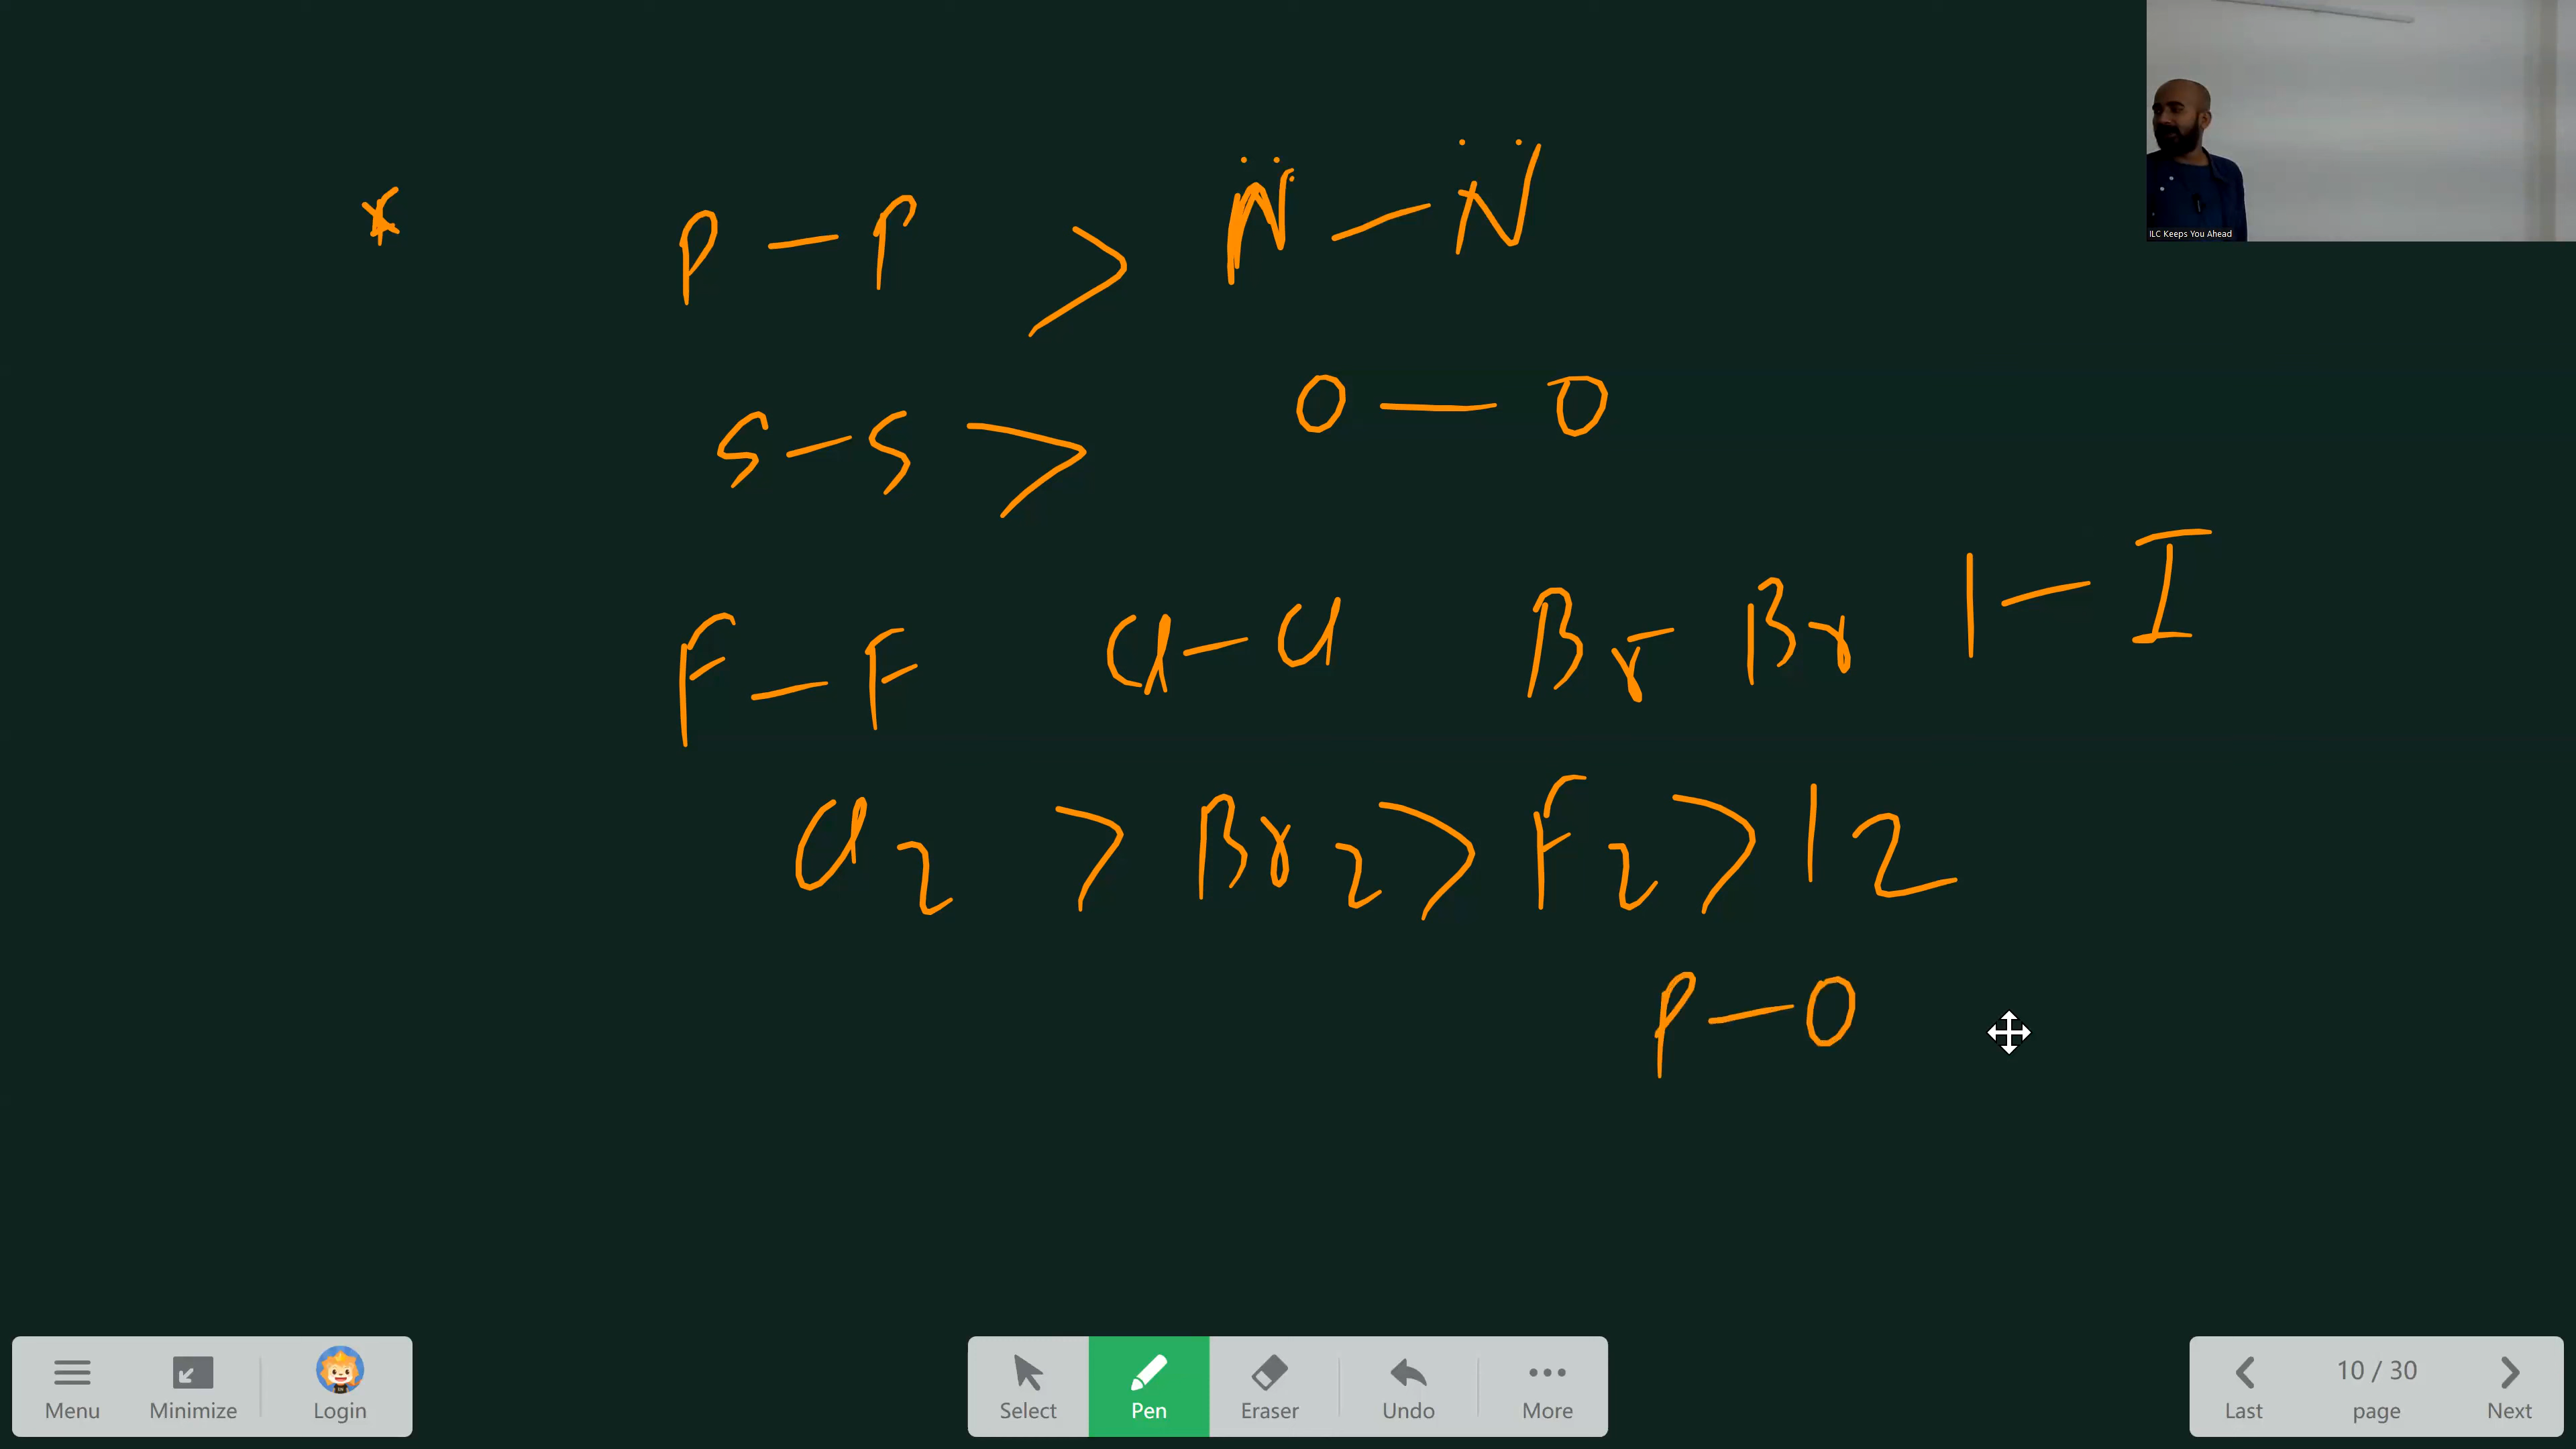 ILC Keeps You Ahead
* P – P > N̈ – N̈
S – S > O — O
F – F Cl – Cl Br – Br I – I
Cl2 > Br2 > F2 > I2
P – O
Menu Minimize Login Select Pen Eraser Undo More Last 10 / 30 page Next